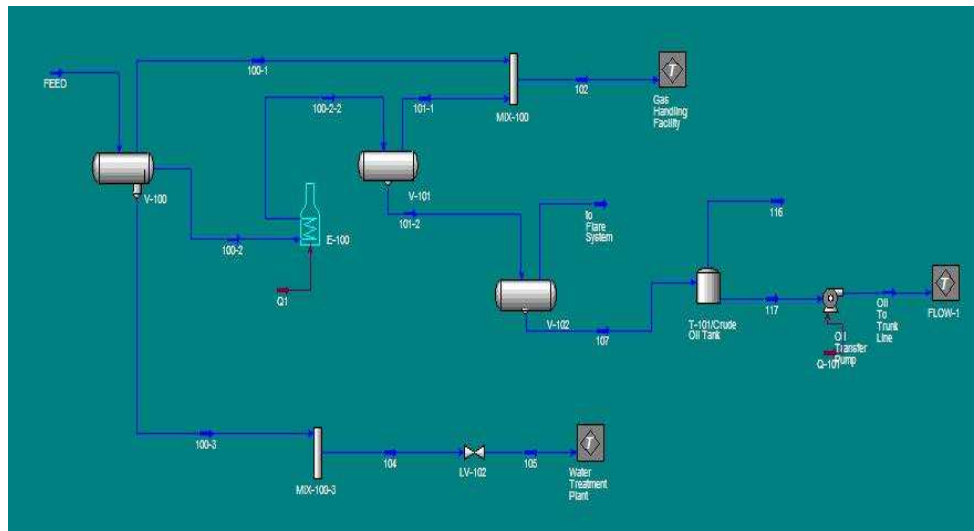 FEED
100-1
100-2-2
101-1
MIX-100
102
T
Gas
Handling
Facility
V-100
V-101
100-2
E-100
Q1
101-2
to
Flare
System
116
V-102
107
T-101/Crude
Oil Tank
117
Oil
Transfer
Pump
Q-101
Oil
To
Trunk
Line
T
FLOW-1
100-3
MIX-100-3
104
LV-102
105
T
Water
Treatment
Plant